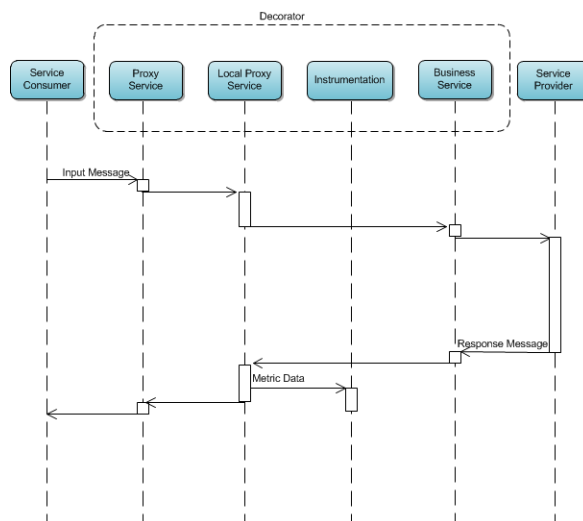 Decorator
Service
Consumer
Proxy
Service
Local Proxy
Service
Instrumentation
Business
Service
Service
Provider
Input Message
Response Message
Metric Data